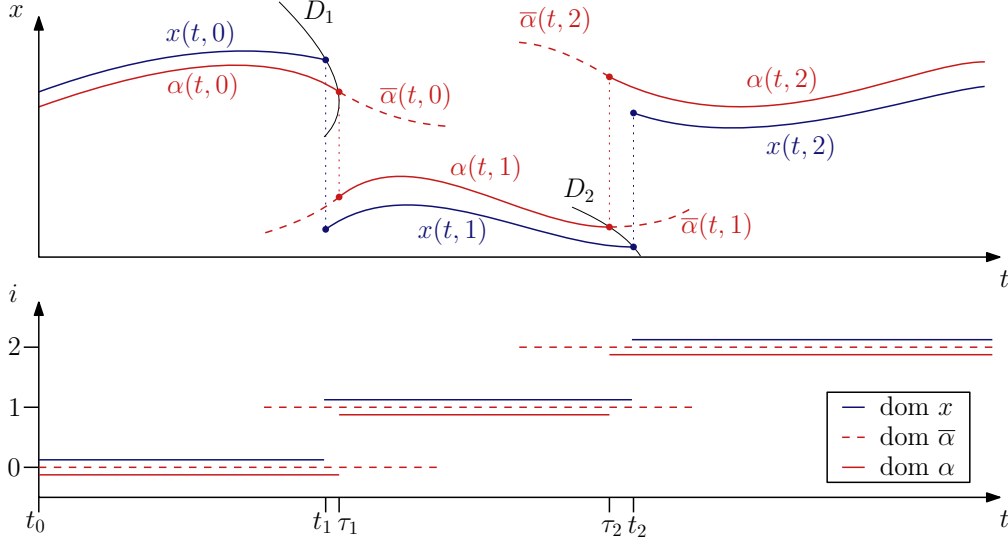 x
D₁
x(t, 0)
α(t, 0)
α̅(t, 0)
α̅(t, 2)
α(t, 2)
x(t, 2)
α(t, 1)
x(t, 1)
D₂
α̅(t, 1)
t
i
2
1
0
dom x
dom α̅
dom α
t₀
t₁ τ₁
τ₂ t₂
t